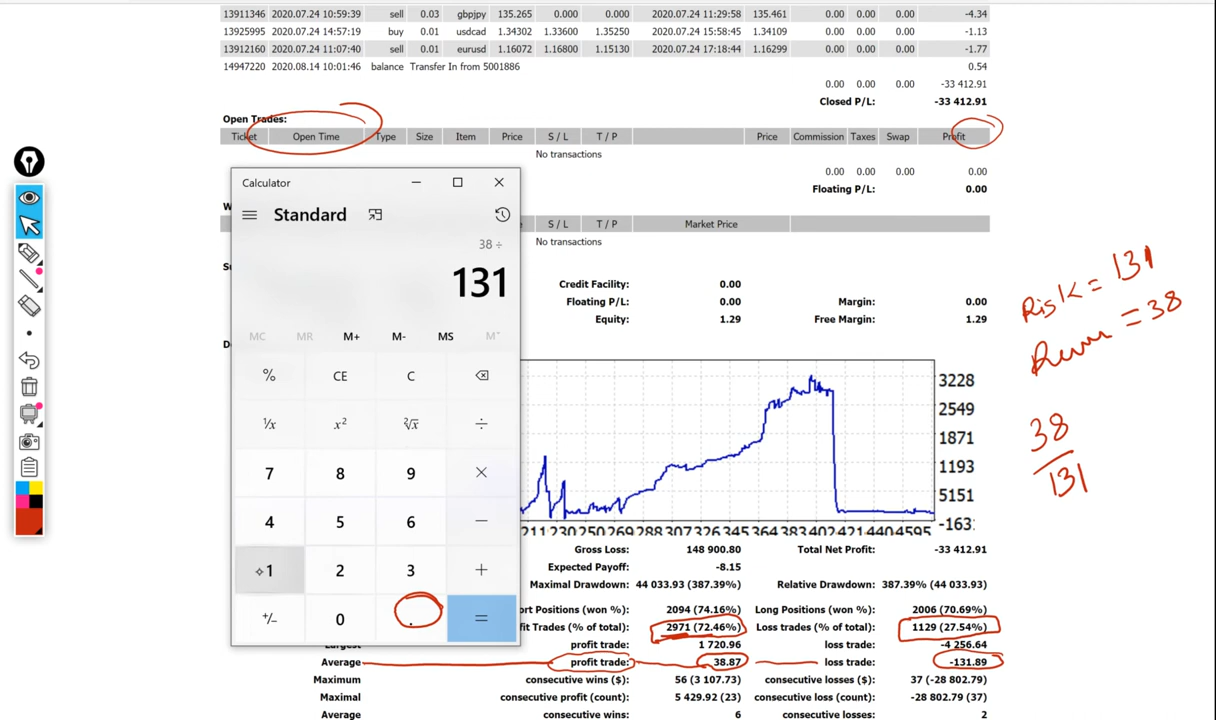 13911346 2020.07.24 10:59:39 sell 0.03 gbpjpy 135.265 0.000 0.000 2020.07.24 11:29:58 135.461 0.00 0.00 0.00 -4.34
13925995 2020.07.24 14:57:19 buy 0.01 usdcad 1.34302 1.33600 1.35250 2020.07.24 15:58:45 1.34109 0.00 0.00 0.00 -1.13
13912160 2020.07.24 11:07:40 sell 0.01 eurusd 1.16072 1.16800 1.15130 2020.07.24 17:18:44 1.16299 0.00 0.00 0.00 -1.77
14947220 2020.08.14 10:01:46 balance Transfer In from 5001886 0.54
0.00 0.00 0.00 -33 412.91
Closed P/L: -33 412.91
Open Trades:
Ticket Open Time Type Size Item Price S / L T / P Price Commission Taxes Swap Profit
No transactions
0.00 0.00 0.00 0.00
Floating P/L: 0.00
Calculator
Standard
S / L T / P Market Price
No transactions
38 ÷
131
Credit Facility: 0.00
Floating P/L: 0.00 Margin: 0.00
Equity: 1.29 Free Margin: 0.00
MC MR M+ M- MS M˅
% CE C
⅟x x² ²√x ÷
7 8 9 ×
4 5 6 −
1 2 3 +
+/- 0 . =
Risk = 131
= 38
38
131
3228
2549
1871
1193
5151
-163
Gross Loss: 148 900.80 Total Net Profit: -33 412.91
Expected Payoff: -8.15
Maximal Drawdown: 44 033.93 (387.39%) Relative Drawdown: 387.39% (44 033.93)
ort Positions (won %): 2094 (74.16%) Long Positions (won %): 2006 (70.69%)
fit Trades (% of total): 2971 (72.46%) Loss trades (% of total): 1129 (27.54%)
Largest profit trade: 1 720.96 loss trade: -4 256.64
Average profit trade: 38.87 loss trade: -131.89
Maximum consecutive wins ($): 56 (3 107.73) consecutive losses ($): 37 (-28 802.79)
Maximal consecutive profit (count): 5 429.92 (23) consecutive loss (count): -28 802.79 (37)
Average consecutive wins: 6 consecutive losses: 2